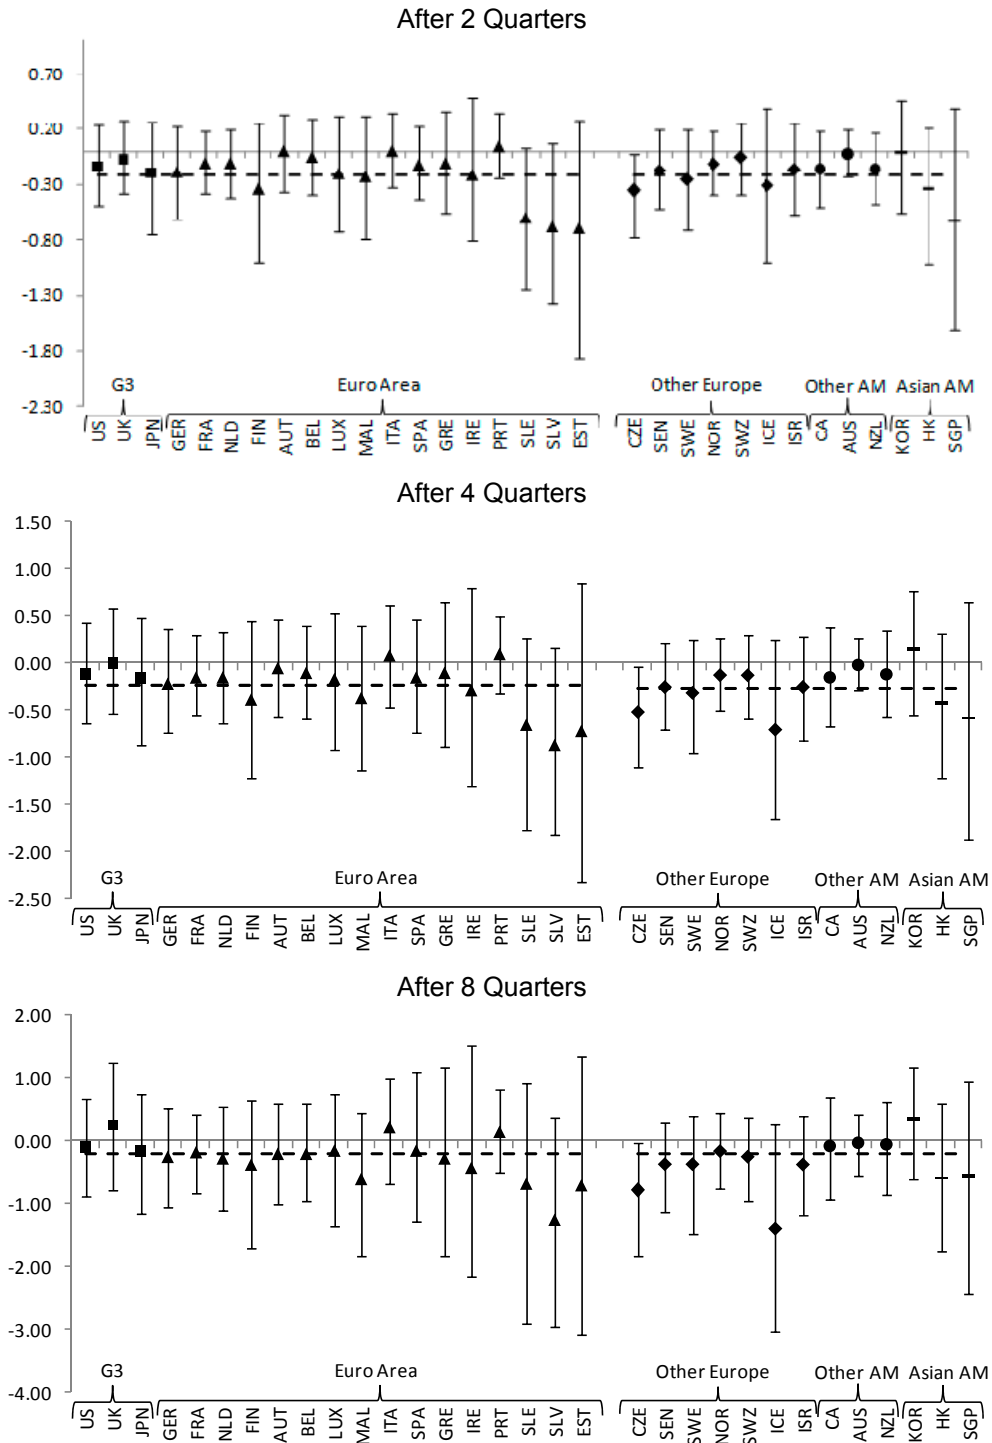 After 2 Quarters
0.70
0.20
-0.30
-0.80
-1.30
-1.80
-2.30
G3 Euro Area Other Europe Other AM Asian AM
US UK JPN GER FRA NLD FIN AUT BEL LUX MAL ITA SPA GRE IRE PRT SLE SLV EST CZE SEN SWE NOR SWZ ICE ISR CA AUS NZL KOR HK SGP
After 4 Quarters
1.50
1.00
0.50
0.00
-0.50
-1.00
-1.50
-2.00
-2.50
G3 Euro Area Other Europe Other AM Asian AM
US UK JPN GER FRA NLD FIN AUT BEL LUX MAL ITA SPA GRE IRE PRT SLE SLV EST CZE SEN SWE NOR SWZ ICE ISR CA AUS NZL KOR HK SGP
After 8 Quarters
2.00
1.00
0.00
-1.00
-2.00
-3.00
-4.00
G3 Euro Area Other Europe Other AM Asian AM
US UK JPN GER FRA NLD FIN AUT BEL LUX MAL ITA SPA GRE IRE PRT SLE SLV EST CZE SEN SWE NOR SWZ ICE ISR CA AUS NZL KOR HK SGP